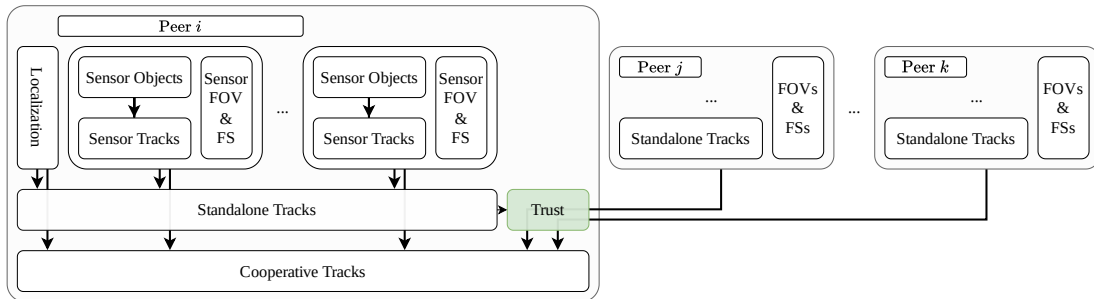 Peer i
Localization
Sensor Objects
Sensor Tracks
Sensor
FOV
&
FS
...
Sensor Objects
Sensor Tracks
Sensor
FOV
&
FS
Standalone Tracks
Trust
Cooperative Tracks
Peer j
...
Standalone Tracks
FOVs
&
FSs
...
Peer k
...
Standalone Tracks
FOVs
&
FSs